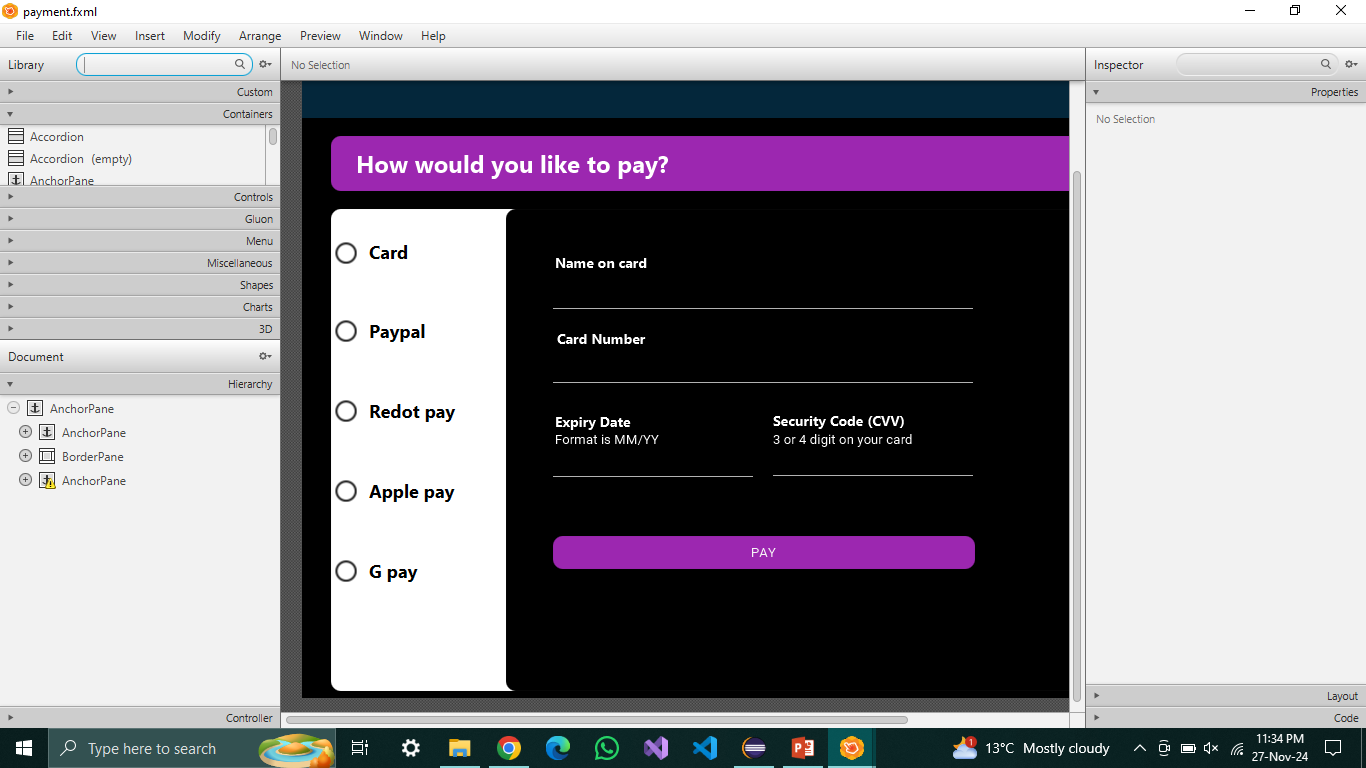 payment.fxml
File Edit View Insert Modify Arrange Preview Window Help
Library
No Selection
Inspector
Custom
Containers
Accordion
Accordion (empty)
AnchorPane
Controls
Gluon
Menu
Miscellaneous
Shapes
Charts
3D
Document
Hierarchy
AnchorPane
AnchorPane
BorderPane
AnchorPane
Controller
How would you like to pay?
Card
Paypal
Redot pay
Apple pay
G pay
Name on card
Card Number
Expiry Date
Format is MM/YY
Security Code (CVV)
3 or 4 digit on your card
PAY
Properties
No Selection
Layout
Code
Type here to search
1
13°C Mostly cloudy
11:34 PM
27-Nov-24